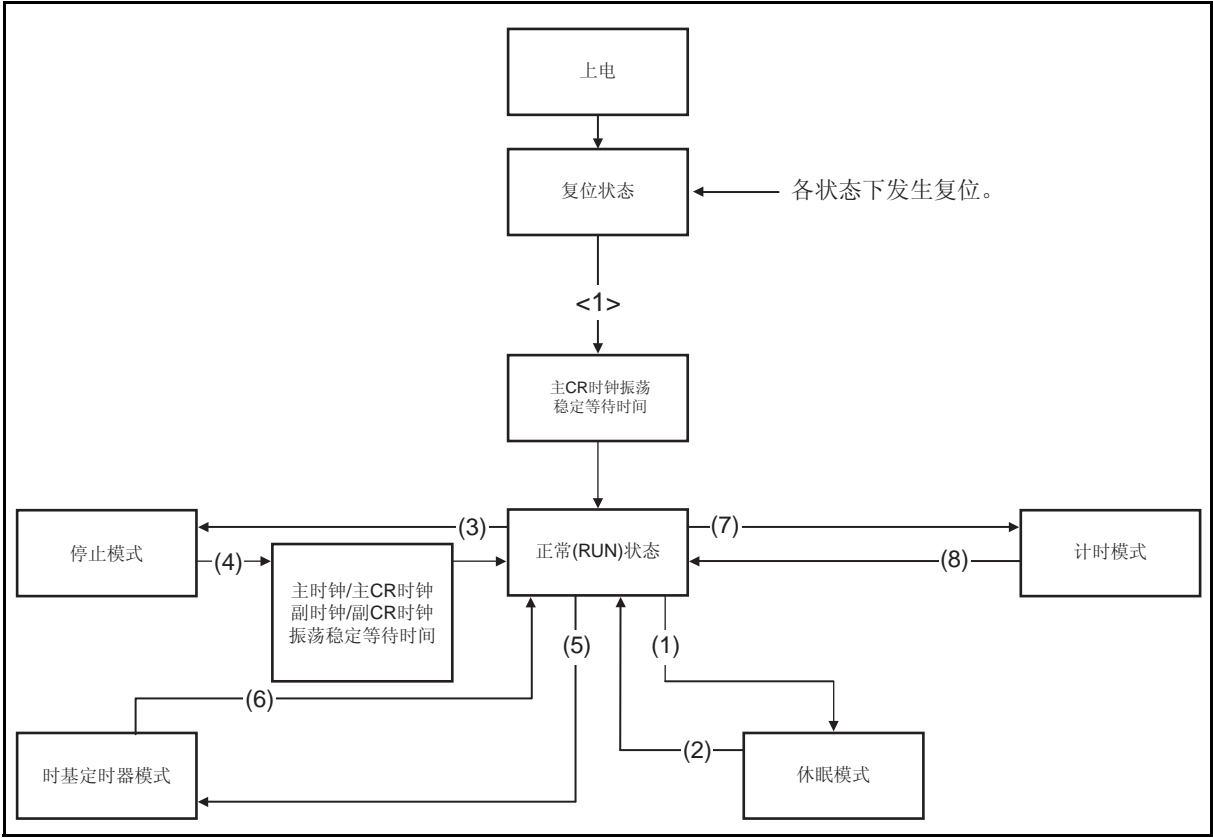 上电
复位状态
各状态下发生复位。
<1>
主CR时钟振荡
稳定等待时间
(3)
正常(RUN)状态
(7)
停止模式
计时模式
(4)
(8)
主时钟/主CR时钟
副时钟/副CR时钟
振荡稳定等待时间
(5)
(1)
(6)
(2)
时基定时器模式
休眠模式